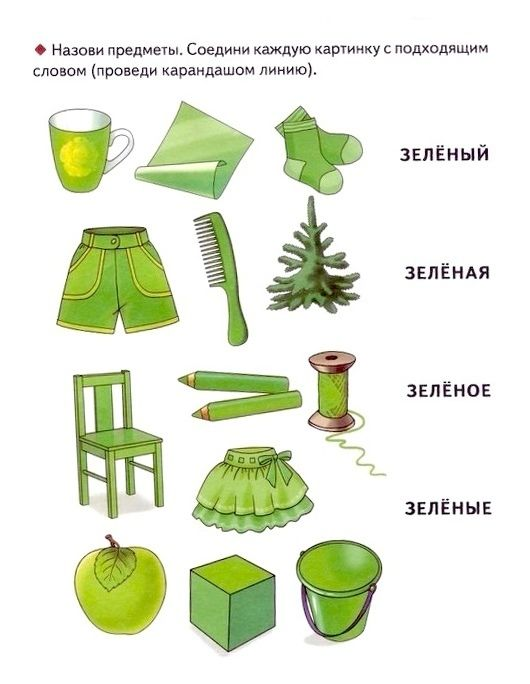 Назови предметы. Соедини каждую картинку с подходящим
словом (проведи карандашом линию).
ЗЕЛЁНЫЙ
ЗЕЛЁНАЯ
ЗЕЛЁНОЕ
ЗЕЛЁНЫЕ